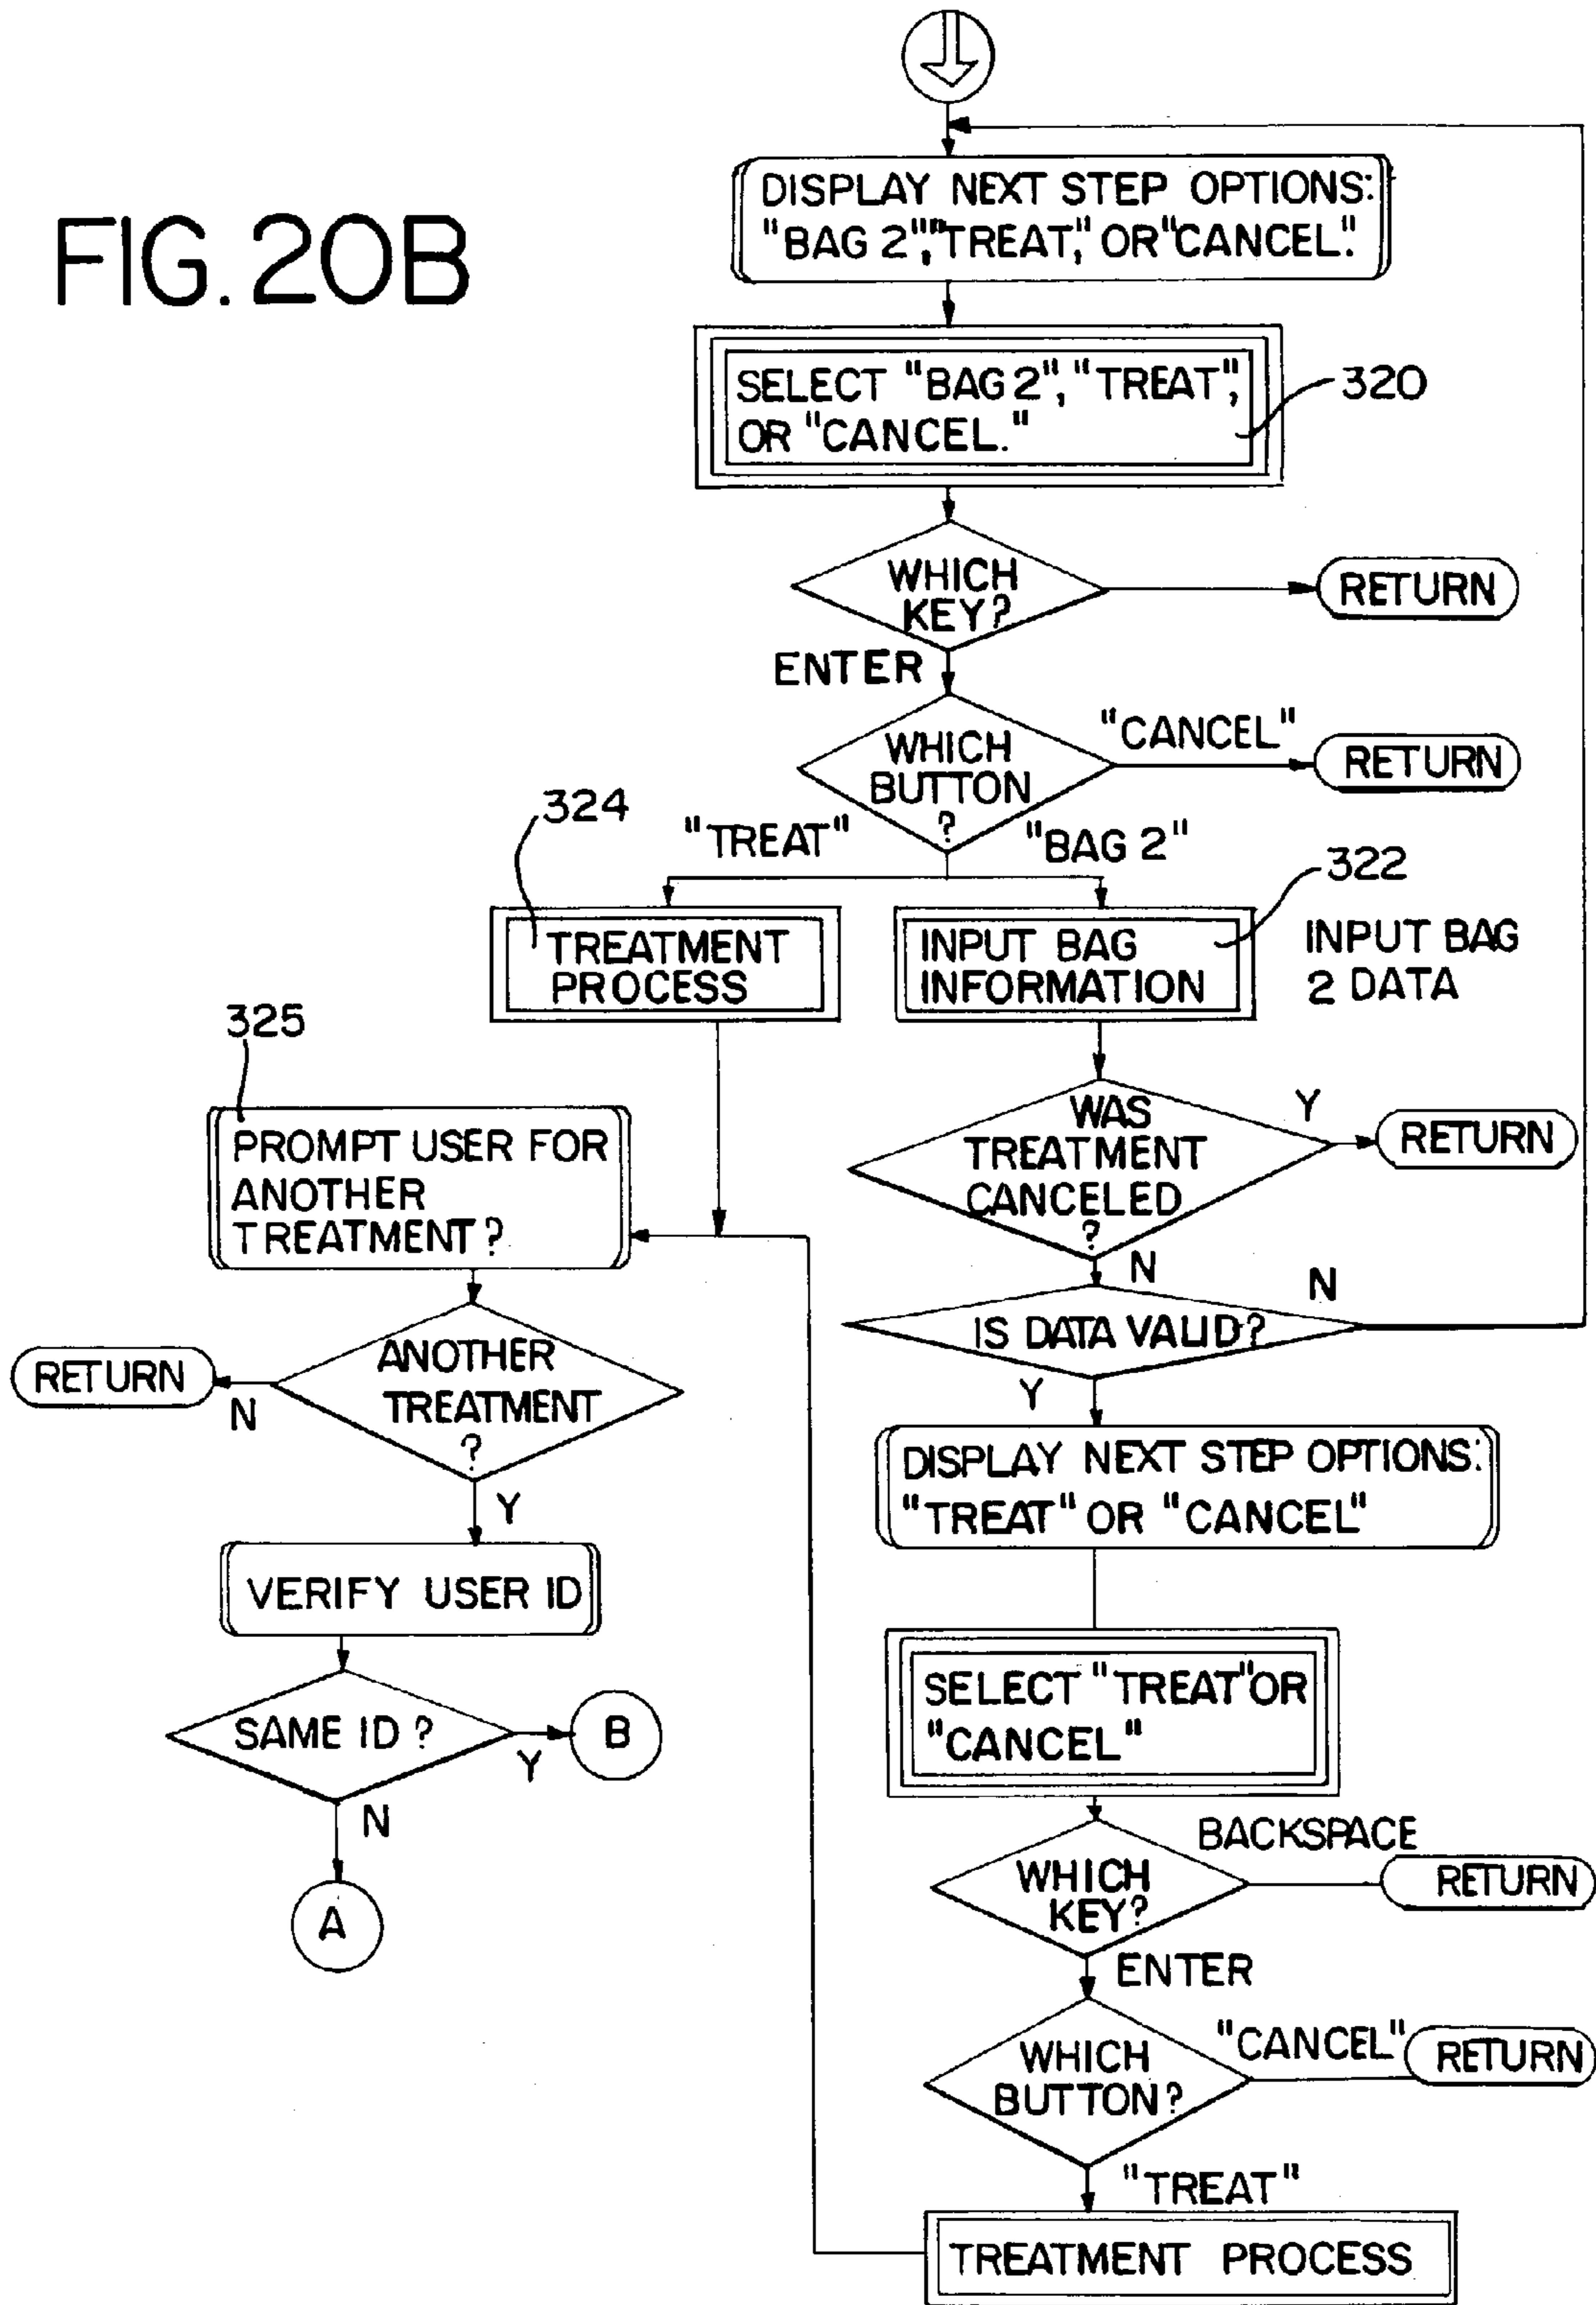 FIG. 20B
DISPLAY NEXT STEP OPTIONS:
"BAG 2","TREAT," OR "CANCEL."
SELECT "BAG 2", "TREAT",
OR "CANCEL."
320
WHICH
KEY?
RETURN
ENTER
WHICH
BUTTON
?
"CANCEL"
RETURN
"TREAT"
"BAG 2"
324
TREATMENT
PROCESS
322
INPUT BAG
INFORMATION
INPUT BAG
2 DATA
325
PROMPT USER FOR
ANOTHER
TREATMENT?
WAS
TREATMENT
CANCELED
?
Y
RETURN
N
IS DATA VALID?
N
Y
ANOTHER
TREATMENT
?
RETURN
N
Y
DISPLAY NEXT STEP OPTIONS:
"TREAT" OR "CANCEL"
VERIFY USER ID
SAME ID?
Y
B
N
A
SELECT "TREAT" OR
"CANCEL"
WHICH
KEY?
BACKSPACE
RETURN
ENTER
WHICH
BUTTON?
"CANCEL"
RETURN
"TREAT"
TREATMENT PROCESS